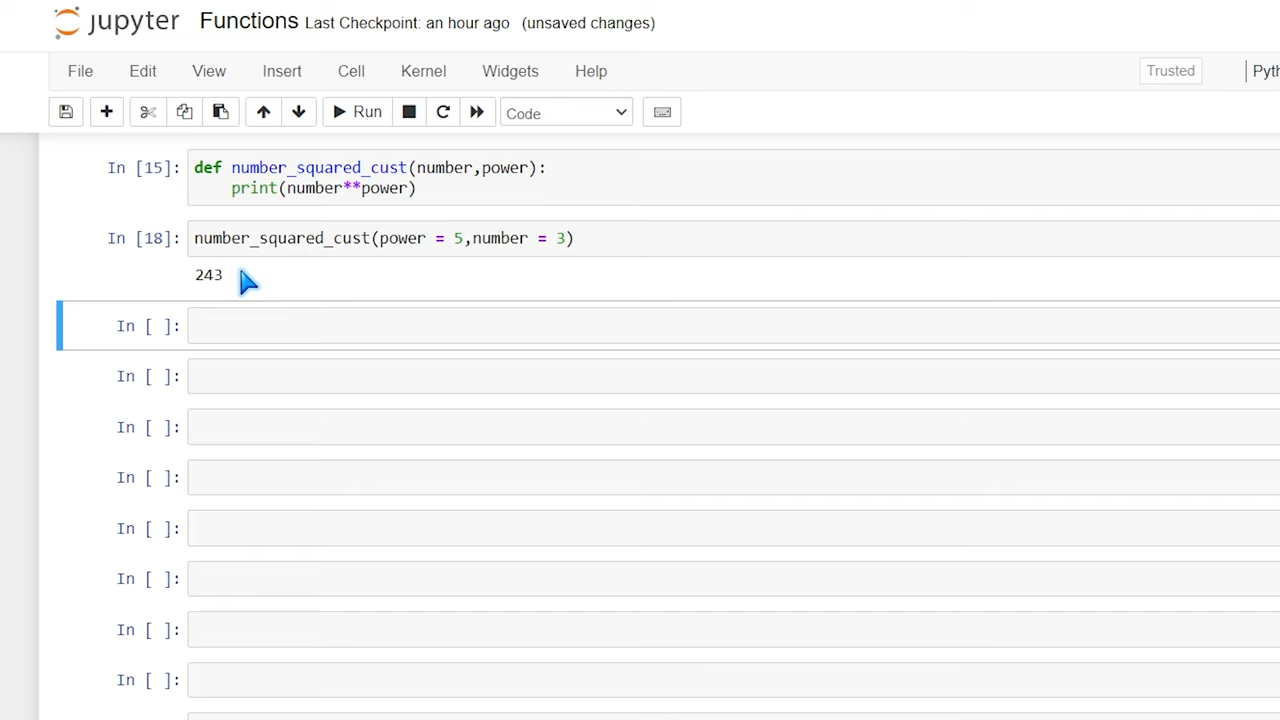 jupyter Functions Last Checkpoint: an hour ago (unsaved changes)
File Edit View Insert Cell Kernel Widgets Help Trusted Pyth
Run Code
In [15]: def number_squared_cust(number,power):
print(number**power)
In [18]: number_squared_cust(power = 5,number = 3)
243
In [ ]:
In [ ]:
In [ ]:
In [ ]:
In [ ]:
In [ ]:
In [ ]:
In [ ]: